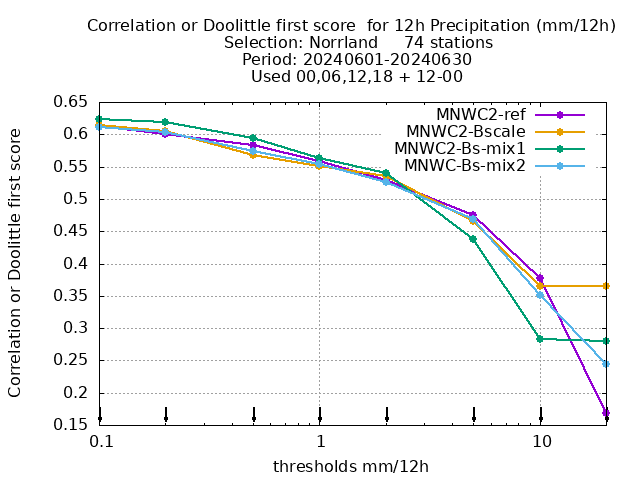 Correlation or Doolittle first score  for 12h Precipitation (mm/12h)
Selection: Norrland     74 stations
Period: 20240601-20240630
Used 00,06,12,18 + 12-00
MNWC2-ref
MNWC2-Bscale
MNWC2-Bs-mix1
MNWC-Bs-mix2
Correlation or Doolittle first score
0.65
0.6
0.55
0.5
0.45
0.4
0.35
0.3
0.25
0.2
0.15
0.1
1
10
thresholds mm/12h